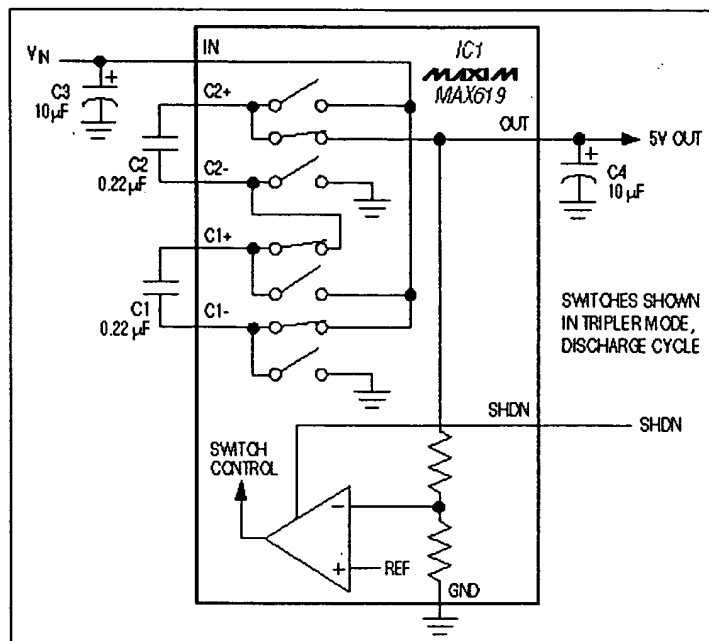 VIN
IN
IC1
MAXIM
MAX619
C3
10µF
C2+
OUT
5V OUT
C2
0.22µF
C2-
C4
10µF
C1+
C1
0.22µF
C1-
SWITCHES SHOWN
IN TRIPLER MODE,
DISCHARGE CYCLE
SHDN
SHDN
SWITCH
CONTROL
REF
GND